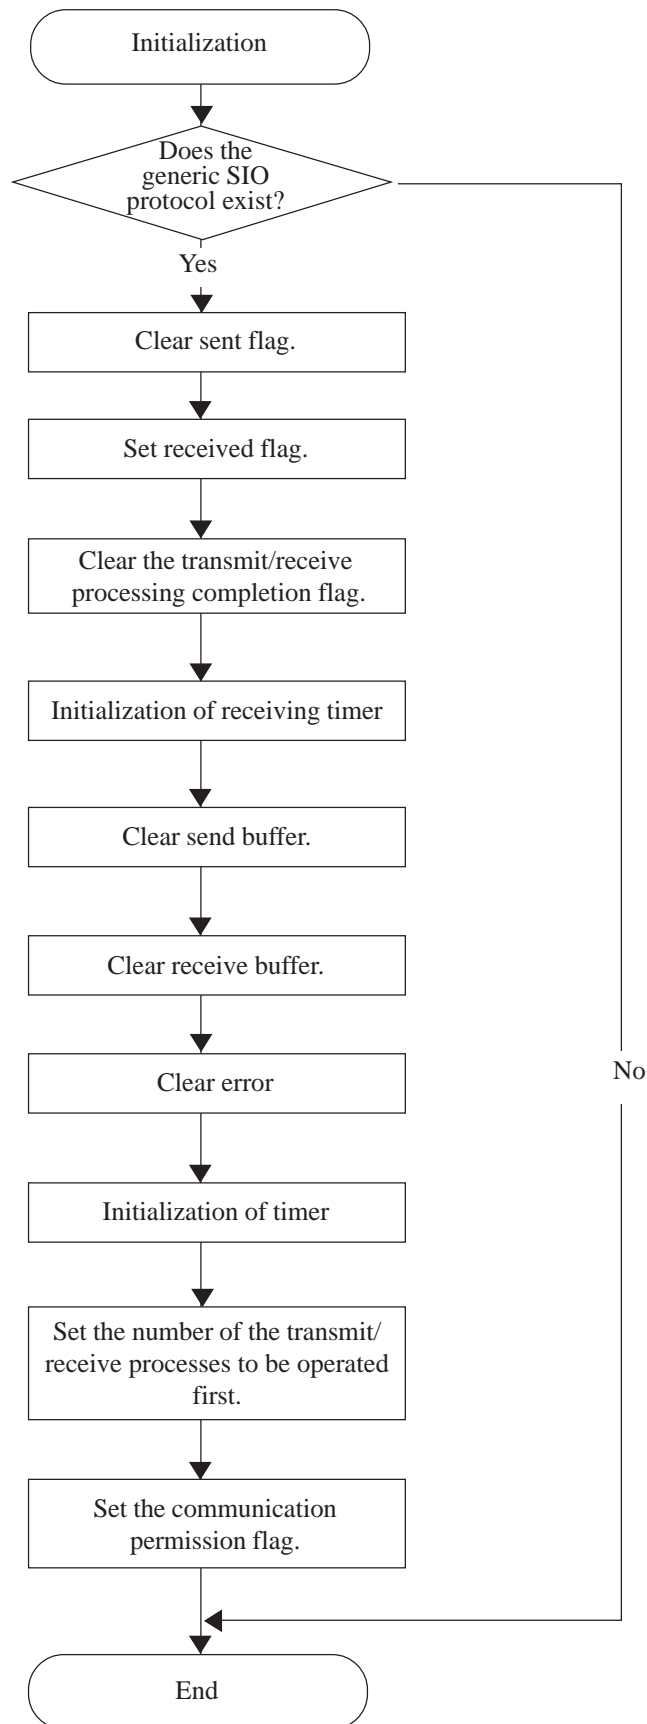 Initialization
Does the
generic SIO
protocol exist?
Yes
Clear sent flag.
Set received flag.
Clear the transmit/receive
processing completion flag.
Initialization of receiving timer
Clear send buffer.
Clear receive buffer.
Clear error
No
Initialization of timer
Set the number of the transmit/
receive processes to be operated
first.
Set the communication
permission flag.
End